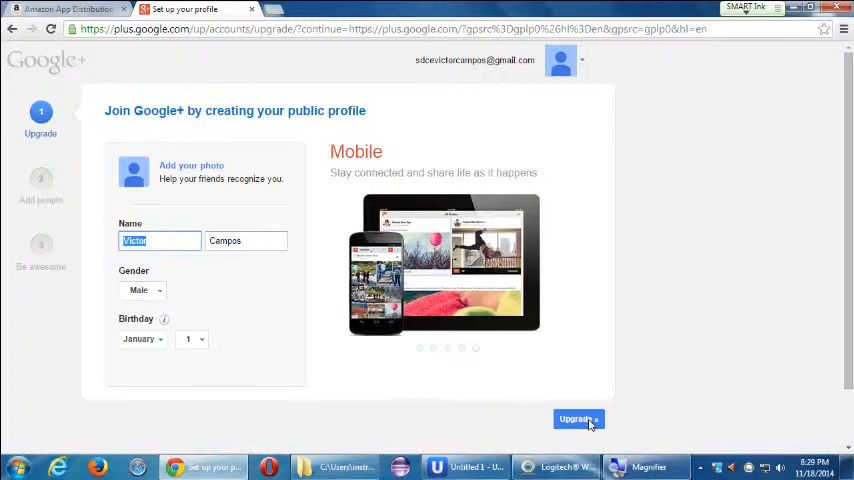 Amazon App Distribution
Set up your profile
SMART Ink
https://plus.google.com/up/accounts/upgrade/?continue=https://plus.google.com/?gpsrc%3Dgplp0%26hl%3Den&gpsrc=gplp0&hl=en
Google+
sdcevictorcampos@gmail.com
1
Upgrade
2
Add people
3
Be awesome
Join Google+ by creating your public profile
Add your photo
Help your friends recognize you.
Name
Victor
Campos
Gender
Male
Birthday
January
1
Mobile
Stay connected and share life as it happens
Upgrade »
Set up your p...
C:\Users\instr...
Untitled 1 - U...
Logitech® W...
Magnifier
8:29 PM
11/18/2014